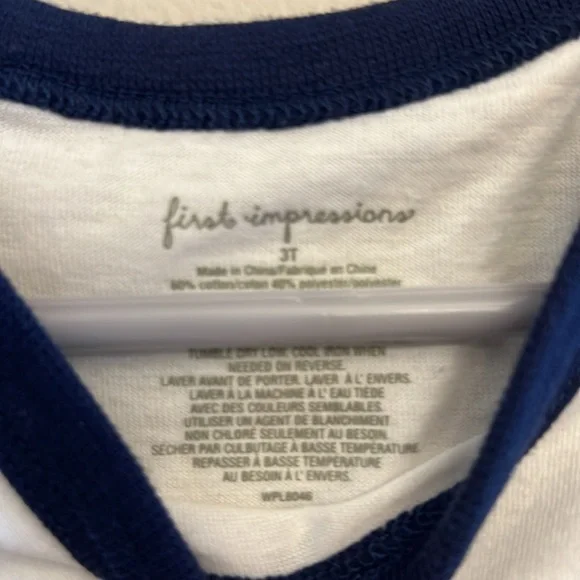 first impressions
3T
Made in China/Fabriqué en Chine
60% cotton/coton 40% polyester/polyester
TUMBLE DRY LOW. COOL IRON WHEN
NEEDED ON REVERSE.
LAVER AVANT DE PORTER. LAVER À L'ENVERS.
LAVER À LA MACHINE À L'EAU TIÈDE
AVEC DES COULEURS SEMBLABLES.
UTILISER UN AGENT DE BLANCHIMENT
NON CHLORÉ SEULEMENT AU BESOIN.
SÉCHER PAR CULBUTAGE À BASSE TEMPÉRATURE
REPASSER À BASSE TEMPÉRATURE
AU BESOIN À L'ENVERS.
WPL8046